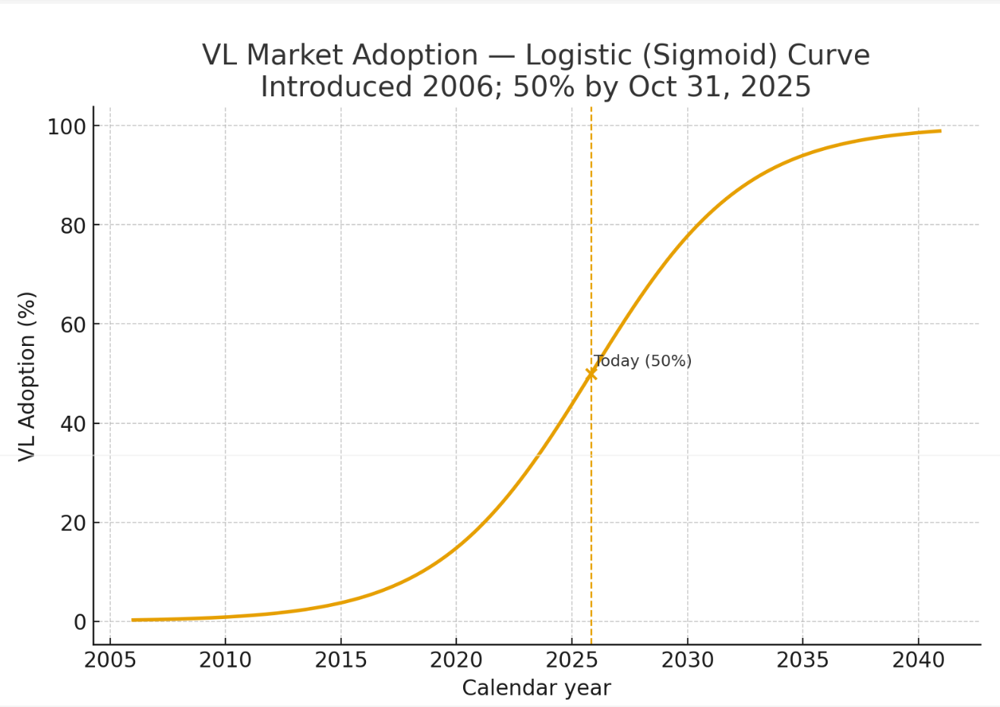 VL Market Adoption — Logistic (Sigmoid) Curve
Introduced 2006; 50% by Oct 31, 2025
100
80
60
40
20
0
VL Adoption (%)
Today (50%)
2005 2010 2015 2020 2025 2030 2035 2040
Calendar year